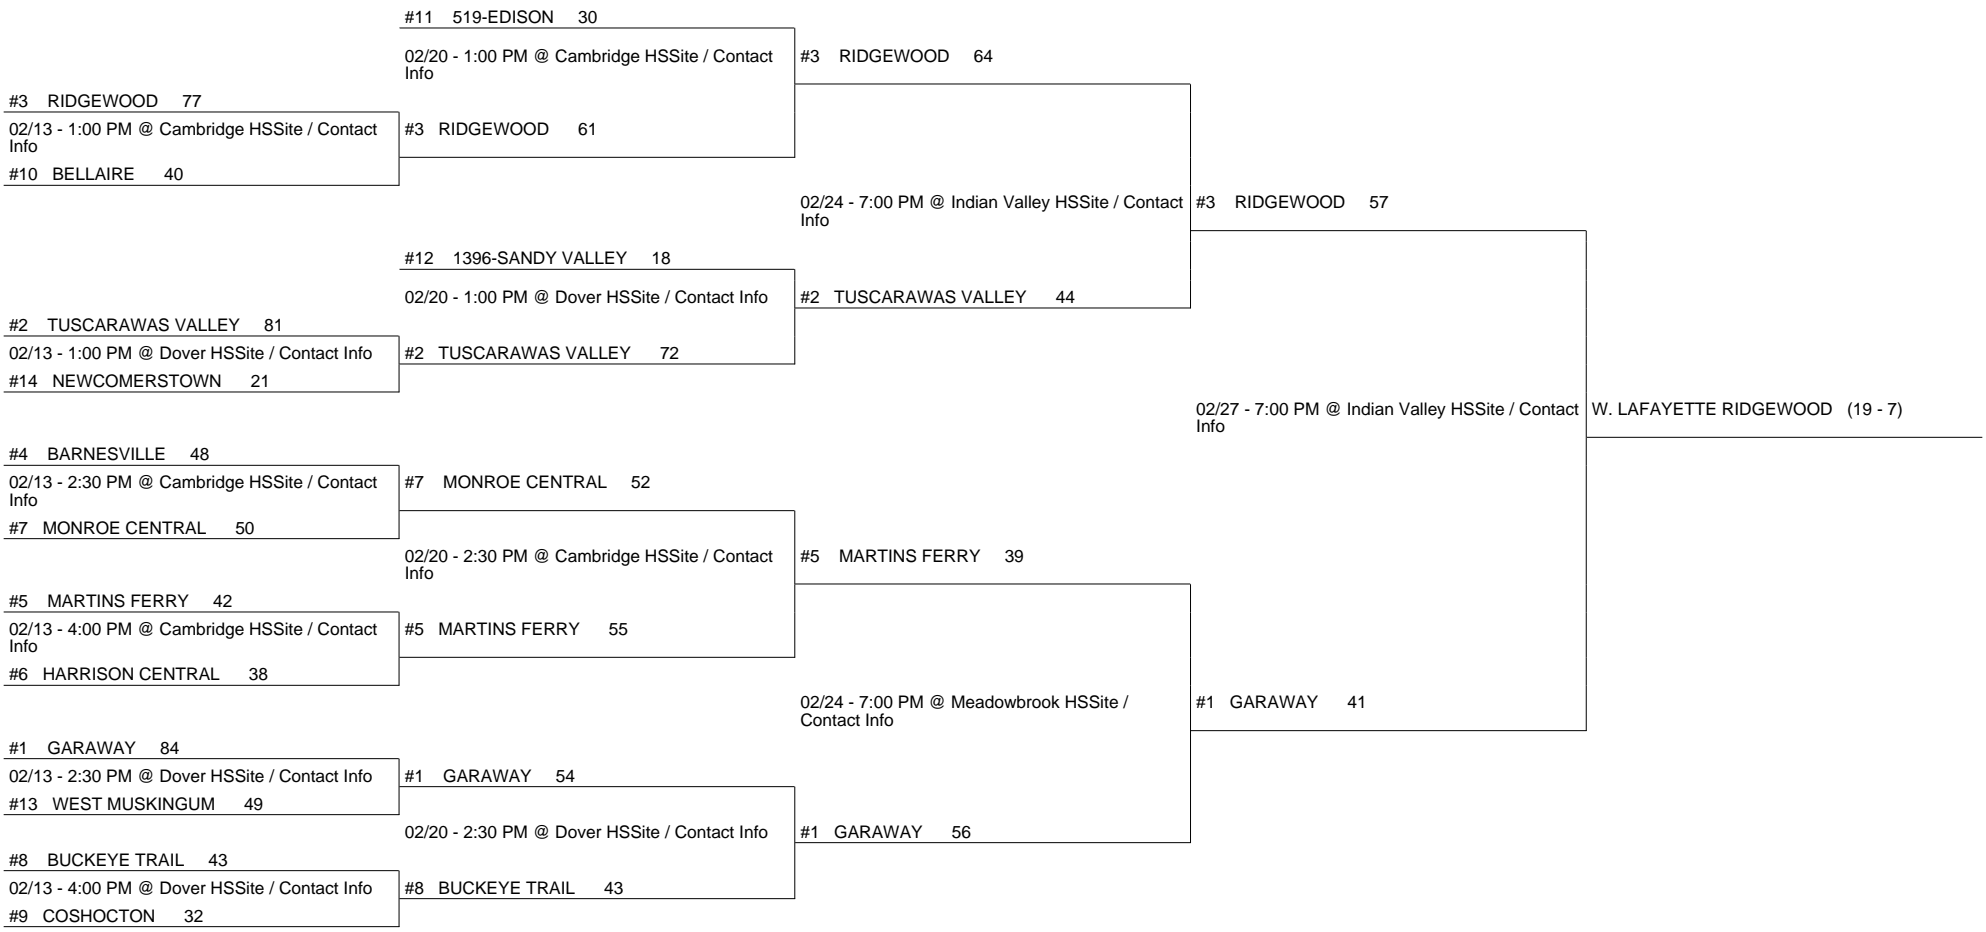 #11 519-EDISON 30
02/20 - 1:00 PM @ Cambridge HSSite / Contact
Info
#3 RIDGEWOOD 64
#3 RIDGEWOOD 77
02/13 - 1:00 PM @ Cambridge HSSite / Contact
Info
#3 RIDGEWOOD 61
#10 BELLAIRE 40
02/24 - 7:00 PM @ Indian Valley HSSite / Contact
Info
#3 RIDGEWOOD 57
#12 1396-SANDY VALLEY 18
02/20 - 1:00 PM @ Dover HSSite / Contact Info
#2 TUSCARAWAS VALLEY 44
#2 TUSCARAWAS VALLEY 81
02/13 - 1:00 PM @ Dover HSSite / Contact Info
#2 TUSCARAWAS VALLEY 72
#14 NEWCOMERSTOWN 21
02/27 - 7:00 PM @ Indian Valley HSSite / Contact
Info
W. LAFAYETTE RIDGEWOOD (19 - 7)
#4 BARNESVILLE 48
02/13 - 2:30 PM @ Cambridge HSSite / Contact
Info
#7 MONROE CENTRAL 52
#7 MONROE CENTRAL 50
02/20 - 2:30 PM @ Cambridge HSSite / Contact
Info
#5 MARTINS FERRY 39
#5 MARTINS FERRY 42
02/13 - 4:00 PM @ Cambridge HSSite / Contact
Info
#5 MARTINS FERRY 55
#6 HARRISON CENTRAL 38
02/24 - 7:00 PM @ Meadowbrook HSSite /
Contact Info
#1 GARAWAY 41
#1 GARAWAY 84
02/13 - 2:30 PM @ Dover HSSite / Contact Info
#1 GARAWAY 54
#13 WEST MUSKINGUM 49
02/20 - 2:30 PM @ Dover HSSite / Contact Info
#1 GARAWAY 56
#8 BUCKEYE TRAIL 43
02/13 - 4:00 PM @ Dover HSSite / Contact Info
#8 BUCKEYE TRAIL 43
#9 COSHOCTON 32